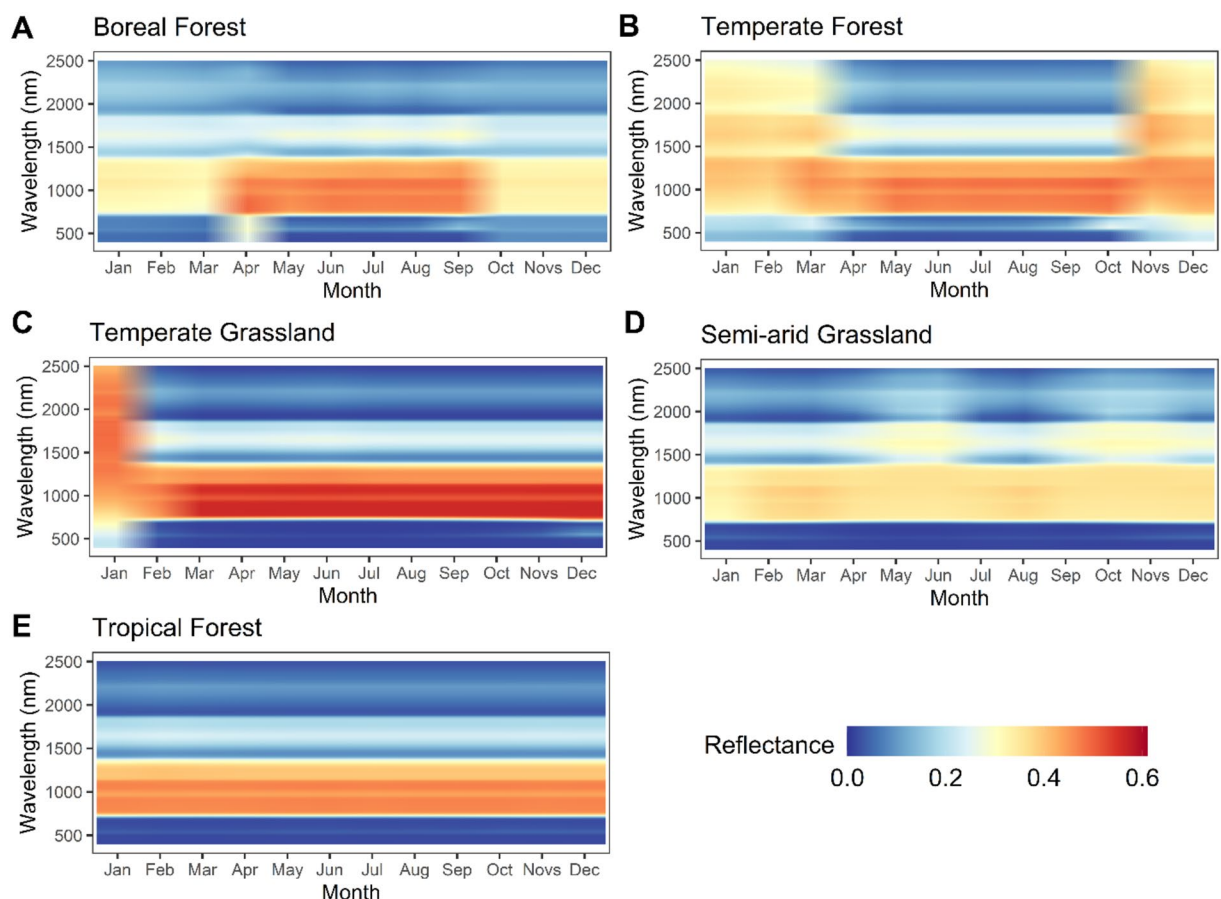 A Boreal Forest
2500
2000
1500
1000
500
Wavelength (nm)
Jan Feb Mar Apr May Jun Jul Aug Sep Oct Novs Dec
Month
B Temperate Forest
2500
2000
1500
1000
500
Wavelength (nm)
Jan Feb Mar Apr May Jun Jul Aug Sep Oct Novs Dec
Month
C Temperate Grassland
2500
2000
1500
1000
500
Wavelength (nm)
Jan Feb Mar Apr May Jun Jul Aug Sep Oct Novs Dec
Month
D Semi-arid Grassland
2500
2000
1500
1000
500
Wavelength (nm)
Jan Feb Mar Apr May Jun Jul Aug Sep Oct Novs Dec
Month
E Tropical Forest
2500
2000
1500
1000
500
Wavelength (nm)
Jan Feb Mar Apr May Jun Jul Aug Sep Oct Novs Dec
Month
Reflectance
0.0 0.2 0.4 0.6